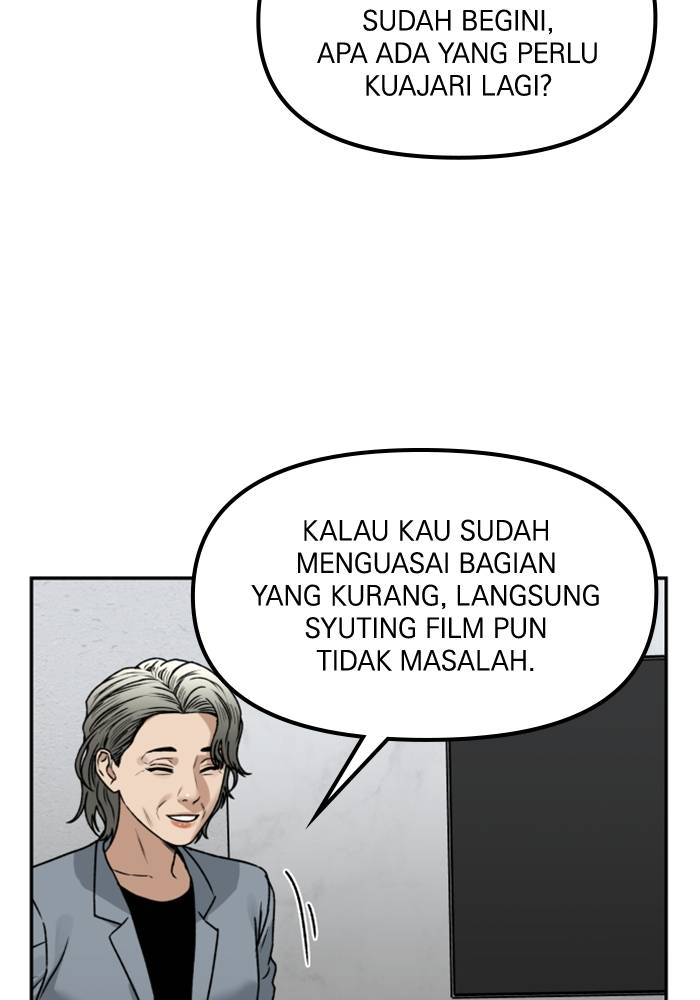 SUDAH BEGINI,
APA ADA YANG PERLU
KUAJARI LAGI?
KALAU KAU SUDAH
MENGUASAI BAGIAN
YANG KURANG, LANGSUNG
SYUTING FILM PUN
TIDAK MASALAH.